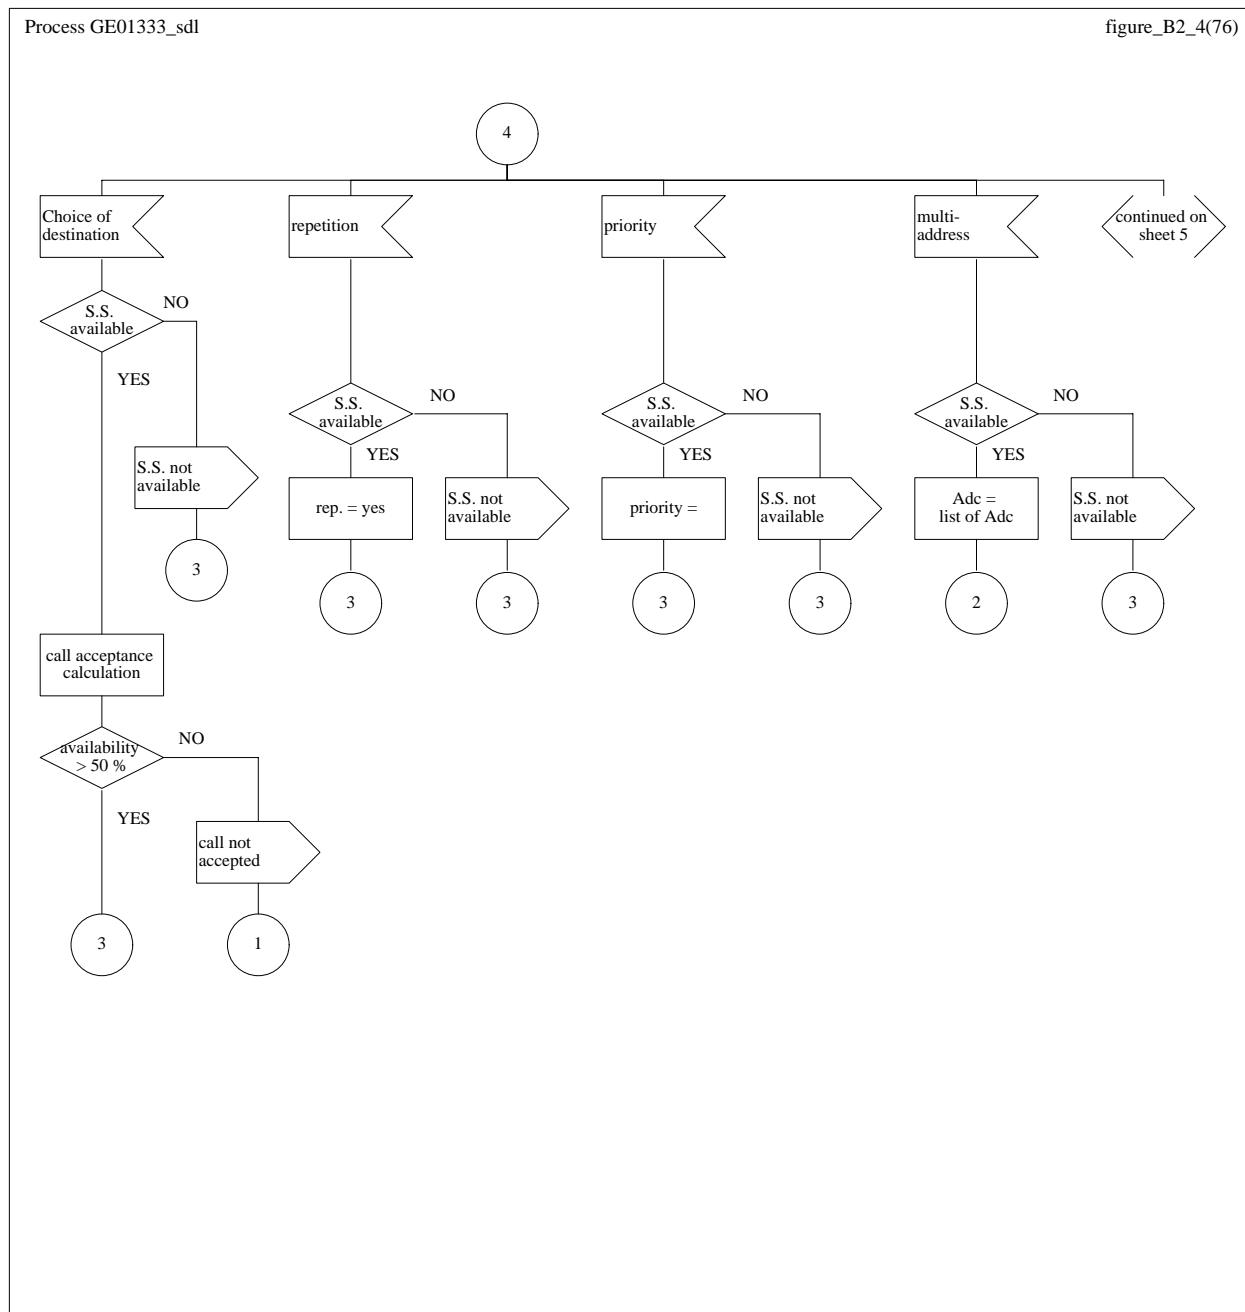 Process GE01333_sdl
figure_B2_4(76)
4
Choice of
destination
repetition
priority
multi-
address
continued on
sheet 5
S.S.
available
NO
YES
S.S. not
available
3
S.S.
available
NO
YES
rep. = yes
S.S. not
available
3
3
S.S.
available
NO
YES
priority =
S.S. not
available
3
3
S.S.
available
NO
YES
Adc =
list of Adc
S.S. not
available
2
3
call acceptance
calculation
availability
> 50 %
NO
YES
call not
accepted
3
1